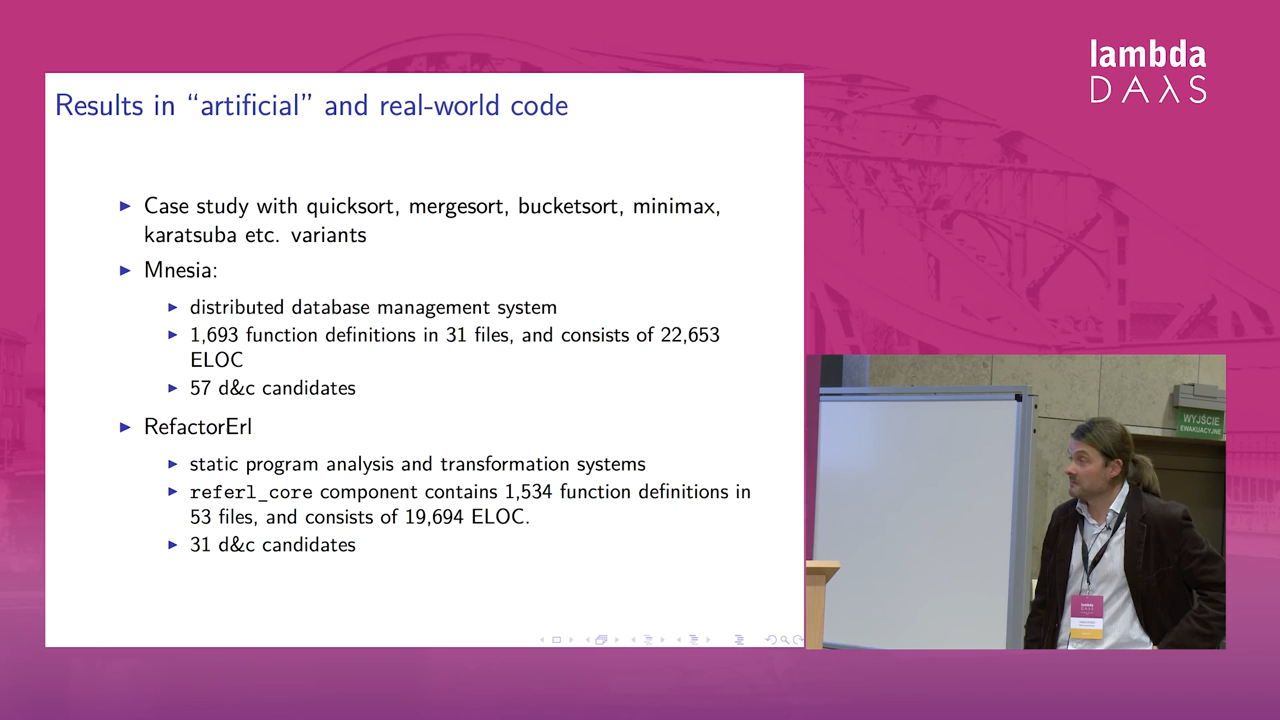 lambda
DAλS
Results in “artificial” and real-world code
Case study with quicksort, mergesort, bucketsort, minimax,
karatsuba etc. variants
Mnesia:
distributed database management system
1,693 function definitions in 31 files, and consists of 22,653
ELOC
57 d&c candidates
RefactorErl
static program analysis and transformation systems
referl_core component contains 1,534 function definitions in
53 files, and consists of 19,694 ELOC.
31 d&c candidates
WYJŚCIE
EWAKUACYJNE
lambda